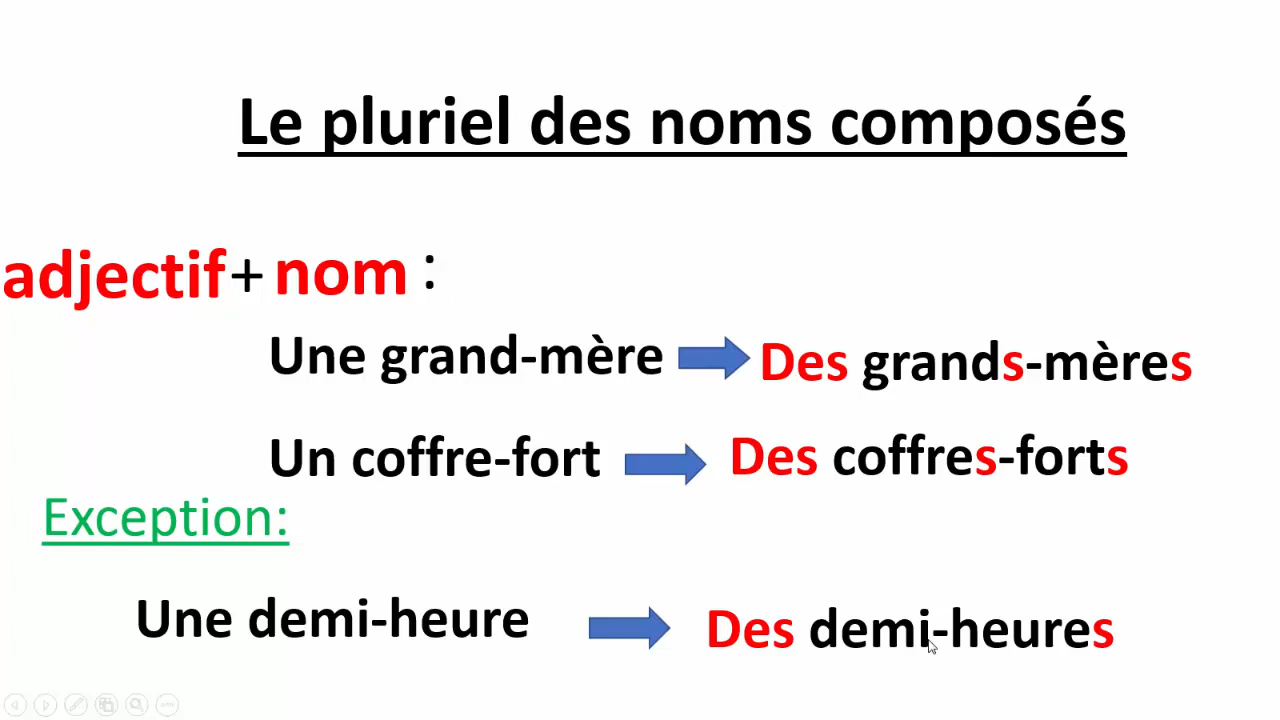 Le pluriel des noms composés
adjectif+ nom :
Une grand-mère Des grands-mères
Un coffre-fort Des coffres-forts
Exception:
Une demi-heure Des demi-heures